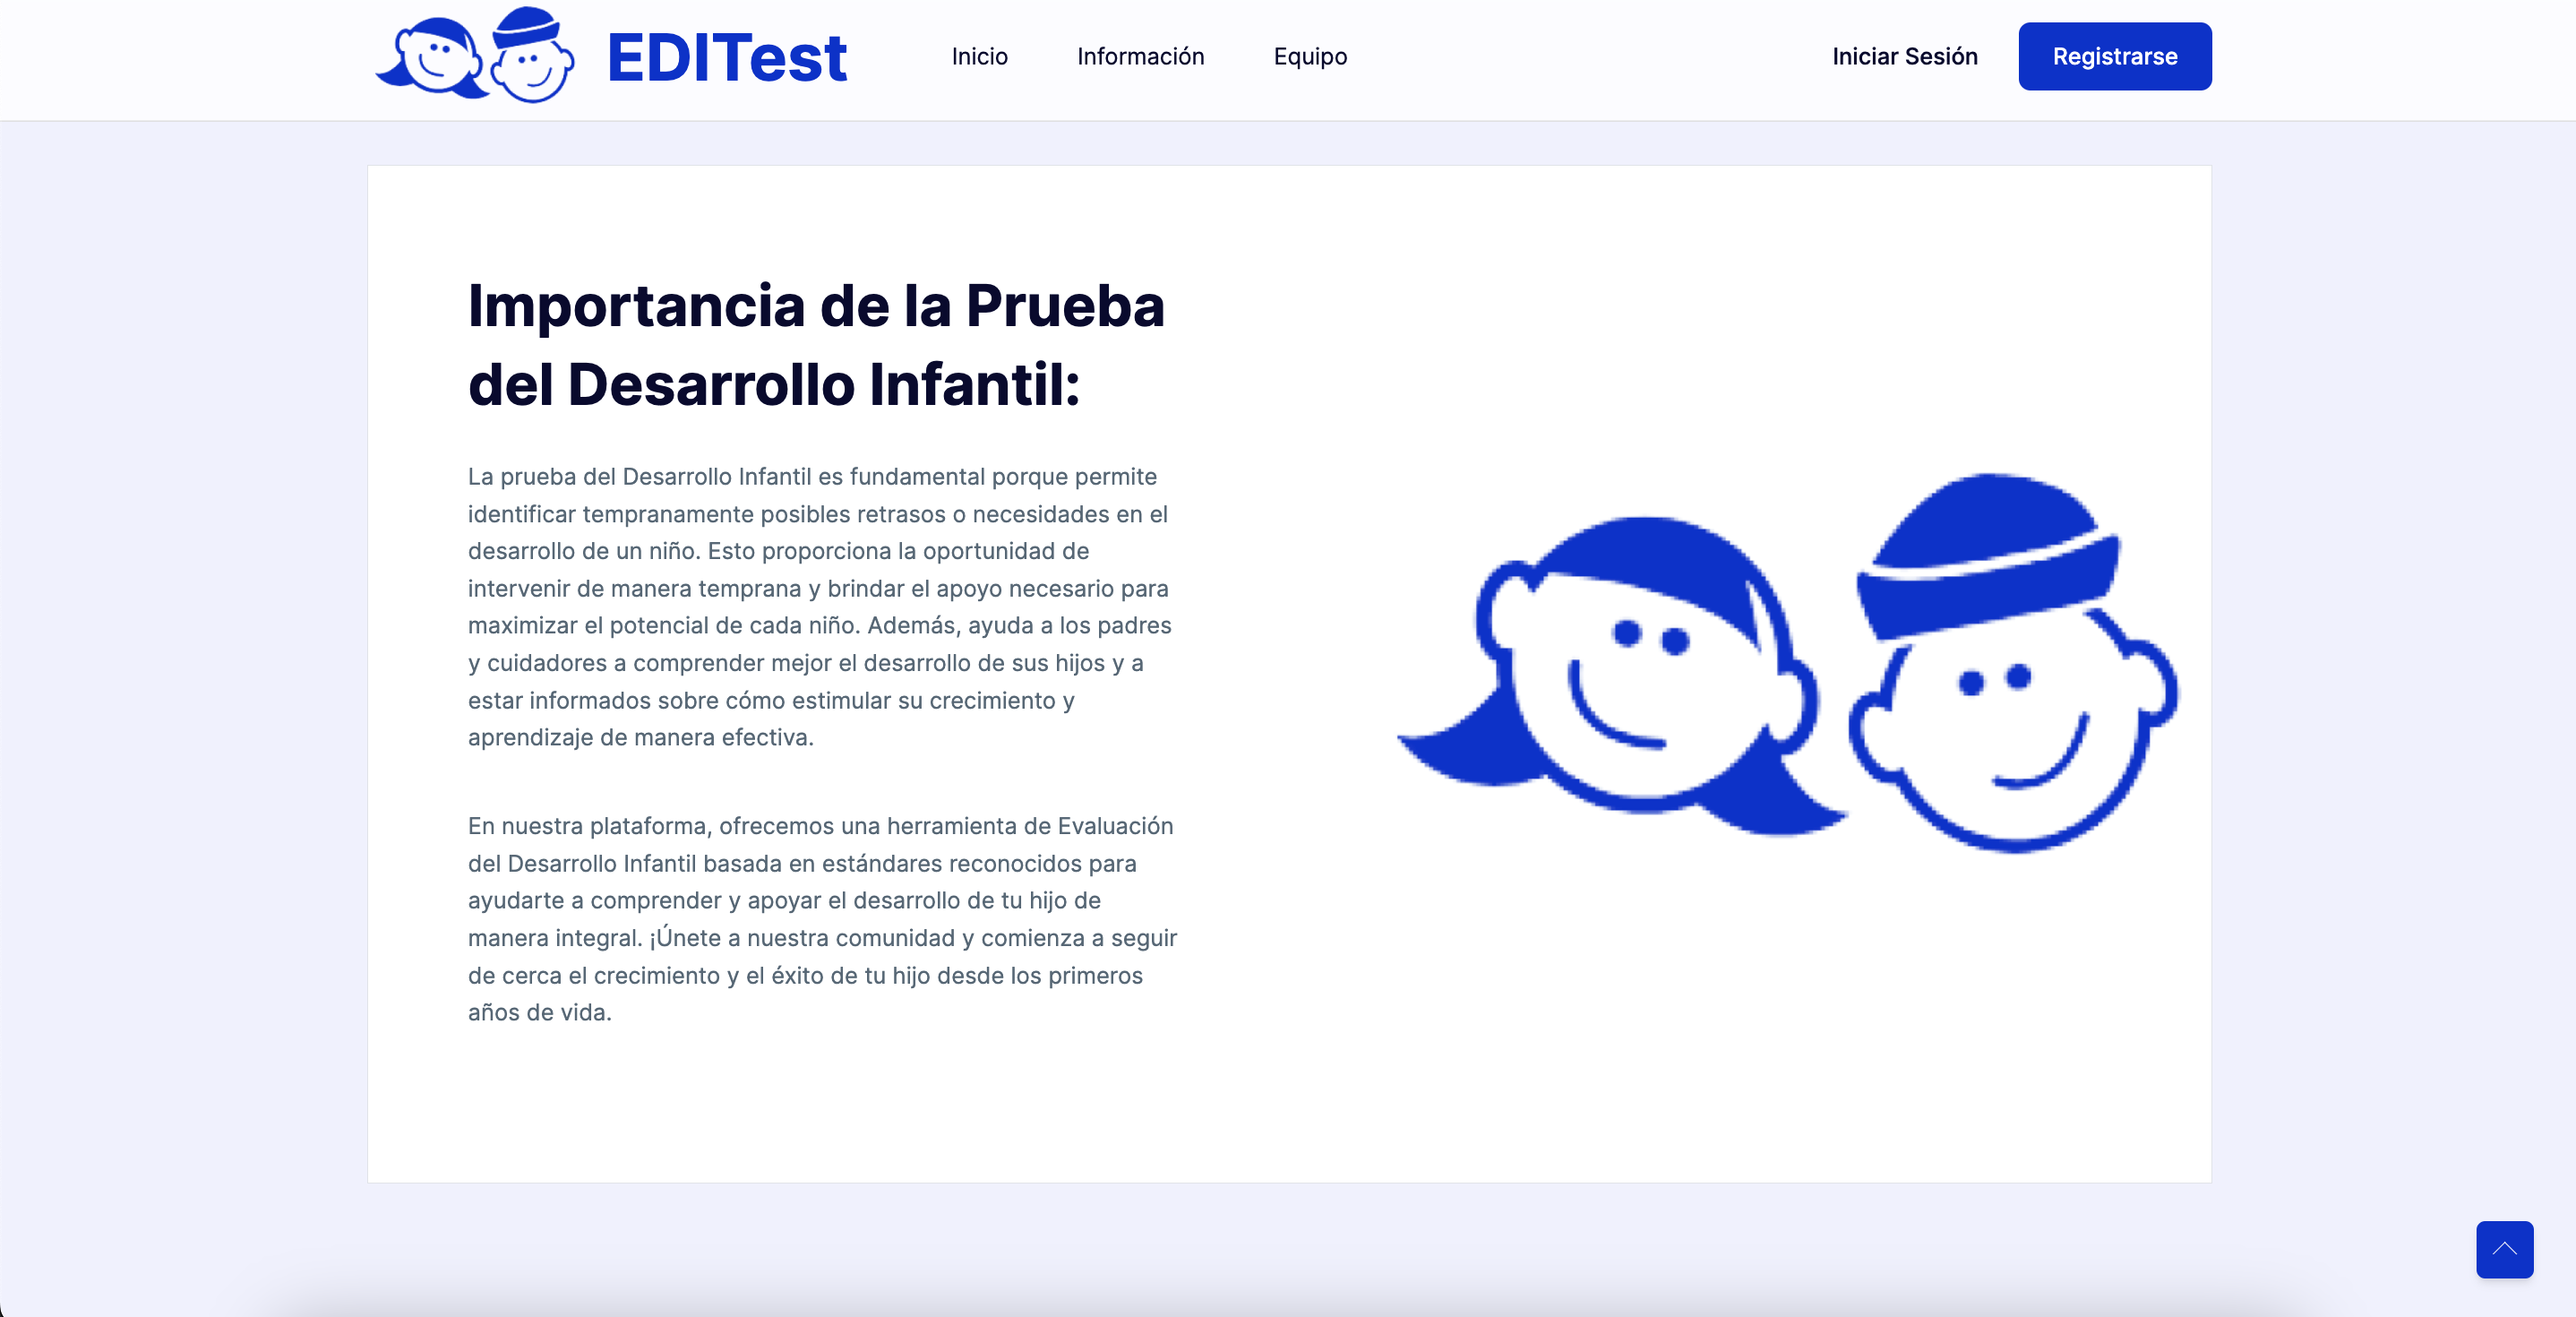 EDITest
Inicio
Información
Equipo
Iniciar Sesión
Registrarse
Importancia de la Prueba
del Desarrollo Infantil:
La prueba del Desarrollo Infantil es fundamental porque permite
identificar tempranamente posibles retrasos o necesidades en el
desarrollo de un niño. Esto proporciona la oportunidad de
intervenir de manera temprana y brindar el apoyo necesario para
maximizar el potencial de cada niño. Además, ayuda a los padres
y cuidadores a comprender mejor el desarrollo de sus hijos y a
estar informados sobre cómo estimular su crecimiento y
aprendizaje de manera efectiva.
En nuestra plataforma, ofrecemos una herramienta de Evaluación
del Desarrollo Infantil basada en estándares reconocidos para
ayudarte a comprender y apoyar el desarrollo de tu hijo de
manera integral. ¡Únete a nuestra comunidad y comienza a seguir
de cerca el crecimiento y el éxito de tu hijo desde los primeros
años de vida.